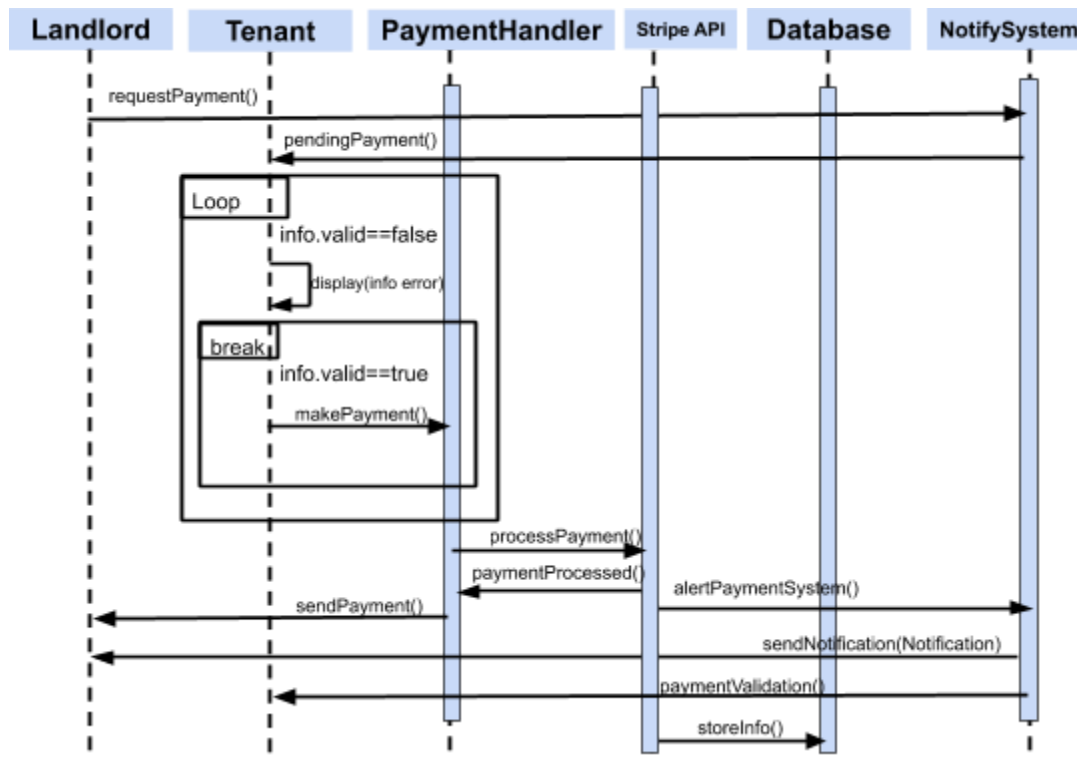 Landlord
Tenant
PaymentHandler
Stripe API
Database
NotifySystem
requestPayment()
pendingPayment()
Loop
info.valid==false
display(info error)
break
info.valid==true
makePayment()
processPayment()
paymentProcessed()
alertPaymentSystem()
sendPayment()
sendNotification(Notification)
paymentValidation()
storeInfo()